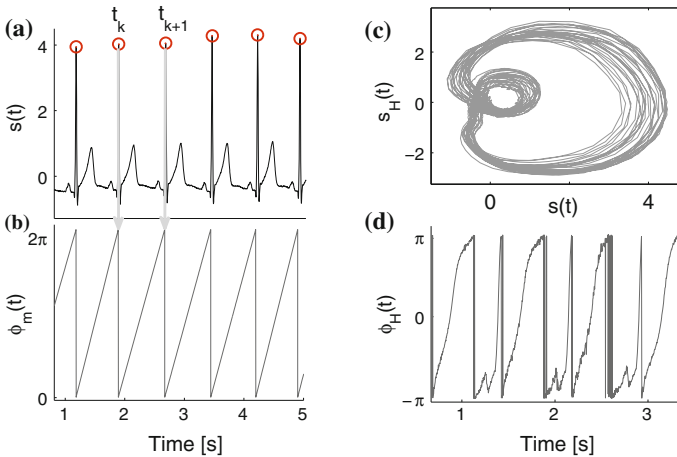 (a)
t_k
t_{k+1}
4
2
0
s(t)
(b)
2π
0
φ_m(t)
1
2
3
4
5
Time [s]
(c)
2
0
−2
s_H(t)
0
4
s(t)
(d)
π
0
−π
φ_H(t)
1
2
3
Time [s]